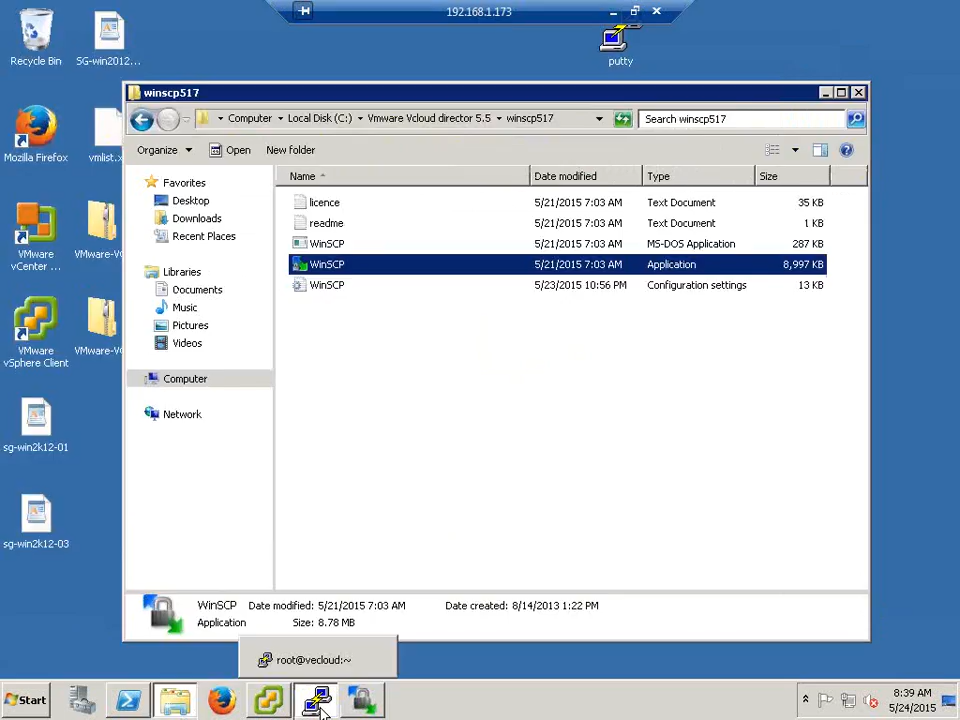 192.168.1.173
Recycle Bin
SG-win2012...
putty
winscp517
Computer
Local Disk (C:)
Vmware Vcloud director 5.5
winscp517
Search winscp517
Organize
Open
New folder
Mozilla Firefox
vmlist.x
Name
Date modified
Type
Size
Favorites
Desktop
Downloads
Recent Places
Libraries
Documents
Music
Pictures
Videos
Computer
Network
licence 5/21/2015 7:03 AM Text Document 35 KB
readme 5/21/2015 7:03 AM Text Document 1 KB
WinSCP 5/21/2015 7:03 AM MS-DOS Application 287 KB
WinSCP 5/21/2015 7:03 AM Application 8,997 KB
WinSCP 5/23/2015 10:56 PM Configuration settings 13 KB
VMware
vCenter ...
VMware-VC
VMware
vSphere Client
VMware-VC
sg-win2k12-01
sg-win2k12-03
WinSCP Date modified: 5/21/2015 7:03 AM Date created: 8/14/2013 1:22 PM
Application Size: 8.78 MB
root@vecloud:~
Start
8:39 AM
5/24/2015